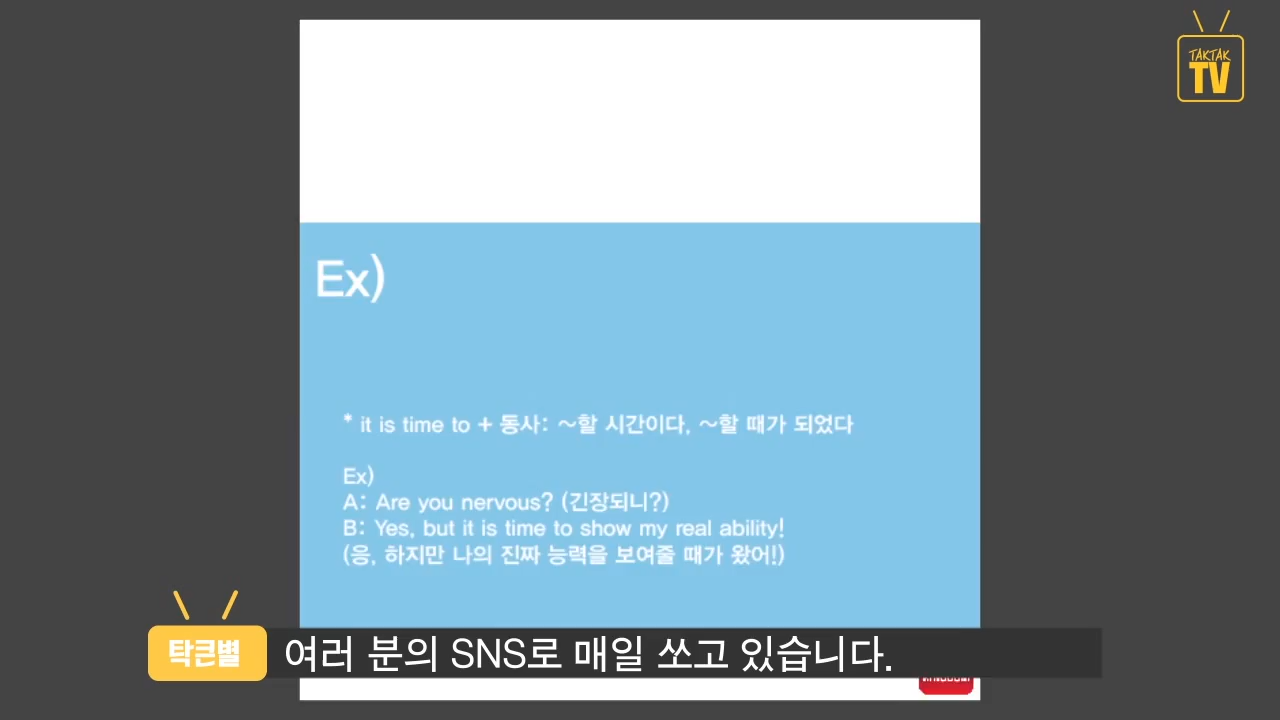 TAKTAK
TV
Ex)
* it is time to + 동사: ~할 시간이다, ~할 때가 되었다
Ex)
A: Are you nervous? (긴장되니?)
B: Yes, but it is time to show my real ability!
(응, 하지만 나의 진짜 능력을 보여줄 때가 왔어!)
탁큰별
여러 분의 SNS로 매일 쏘고 있습니다.